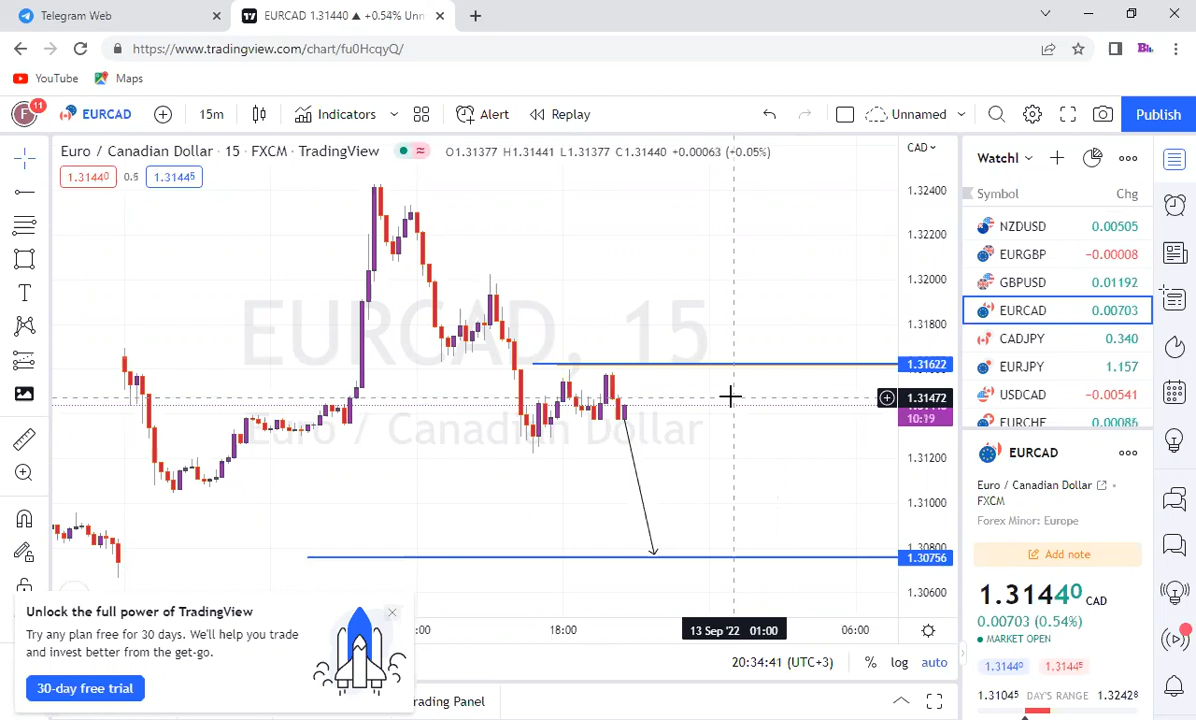 Telegram Web
EURCAD 1.31440 ▲ +0.54% Unn
https://www.tradingview.com/chart/fu0HcqyQ/
YouTube
Maps
F
11
EURCAD
15m
Indicators
Alert
Replay
Unnamed
Publish
Euro / Canadian Dollar · 15 · FXCM · TradingView
O1.31377 H1.31441 L1.31377 C1.31440 +0.00063 (+0.05%)
1.31440
0.5
1.31445
EURCAD, 15
Euro / Canadian Dollar
CAD
1.32400
1.32200
1.32000
1.31800
1.31622
1.31472
10:19
1.31200
1.31000
1.30756
1.30600
18:00
13 Sep '22 01:00
06:00
20:34:41 (UTC+3)
%
log
auto
Unlock the full power of TradingView
Try any plan free for 30 days. We'll help you trade
and invest better from the get-go.
30-day free trial
rading Panel
Watchl
Symbol
Chg
NZDUSD 0.00505
EURGBP −0.00008
GBPUSD 0.01192
EURCAD 0.00703
CADJPY 0.340
EURJPY 1.157
USDCAD −0.00541
EURCHF 0.00086
EURCAD
Euro / Canadian Dollar
FXCM
Forex Minor: Europe
Add note
1.31440 CAD
0.00703 (0.54%)
MARKET OPEN
1.31440
1.31445
1.31045 DAY'S RANGE 1.32428